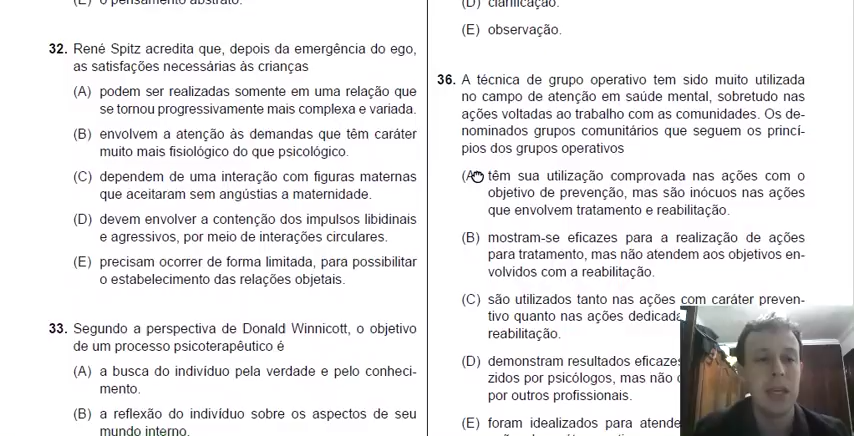 (E) o pensamento abstrato.
32. René Spitz acredita que, depois da emergência do ego,
as satisfações necessárias às crianças
(A) podem ser realizadas somente em uma relação que
se tornou progressivamente mais complexa e variada.
(B) envolvem a atenção às demandas que têm caráter
muito mais fisiológico do que psicológico.
(C) dependem de uma interação com figuras maternas
que aceitaram sem angústias a maternidade.
(D) devem envolver a contenção dos impulsos libidinais
e agressivos, por meio de interações circulares.
(E) precisam ocorrer de forma limitada, para possibilitar
o estabelecimento das relações objetais.
33. Segundo a perspectiva de Donald Winnicott, o objetivo
de um processo psicoterapêutico é
(A) a busca do indivíduo pela verdade e pelo conheci-
mento.
(B) a reflexão do indivíduo sobre os aspectos de seu
mundo interno.
(D) clarificação.
(E) observação.
36. A técnica de grupo operativo tem sido muito utilizada
no campo de atenção em saúde mental, sobretudo nas
ações voltadas ao trabalho com as comunidades. Os de-
nominados grupos comunitários que seguem os princí-
pios dos grupos operativos
(A) têm sua utilização comprovada nas ações com o
objetivo de prevenção, mas são inócuos nas ações
que envolvem tratamento e reabilitação.
(B) mostram-se eficazes para a realização de ações
para tratamento, mas não atendem aos objetivos en-
volvidos com a reabilitação.
(C) são utilizados tanto nas ações com caráter preven-
tivo quanto nas ações dedicada
reabilitação.
(D) demonstram resultados eficazes
zidos por psicólogos, mas não
por outros profissionais.
(E) foram idealizados para atende